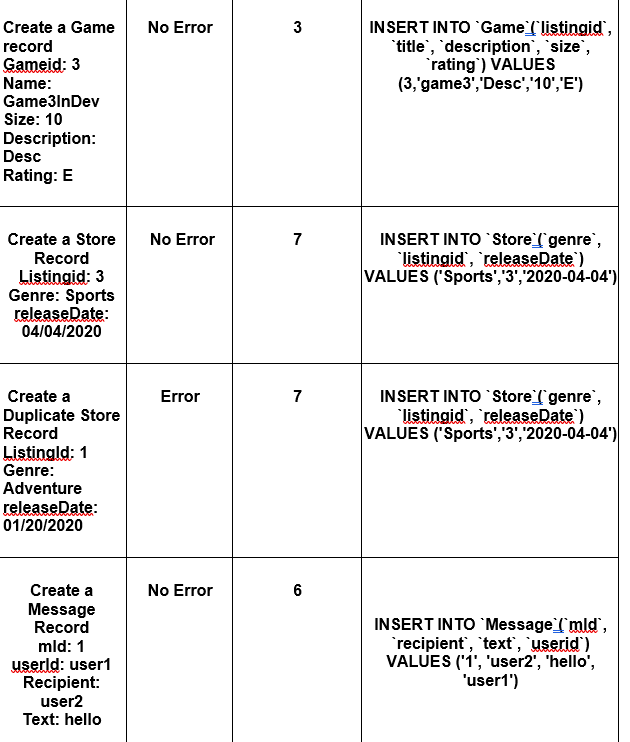 Create a Game
record
Gameid: 3
Name:
Game3InDev
Size: 10
Description:
Desc
Rating: E
No Error
3
INSERT INTO `Game`(`listingid`,
`title`, `description`, `size`,
`rating`) VALUES
(3,'game3','Desc','10','E')
Create a Store
Record
Listingid: 3
Genre: Sports
releaseDate:
04/04/2020
No Error
7
INSERT INTO `Store`(`genre`,
`listingid`, `releaseDate`)
VALUES ('Sports','3','2020-04-04')
Create a
Duplicate Store
Record
ListingId: 1
Genre:
Adventure
releaseDate:
01/20/2020
Error
7
INSERT INTO `Store`(`genre`,
`listingid`, `releaseDate`)
VALUES ('Sports','3','2020-04-04')
Create a
Message
Record
mId: 1
userId: user1
Recipient:
user2
Text: hello
No Error
6
INSERT INTO `Message`(`mId`,
`recipient`, `text`, `userid`)
VALUES ('1', 'user2', 'hello',
'user1')